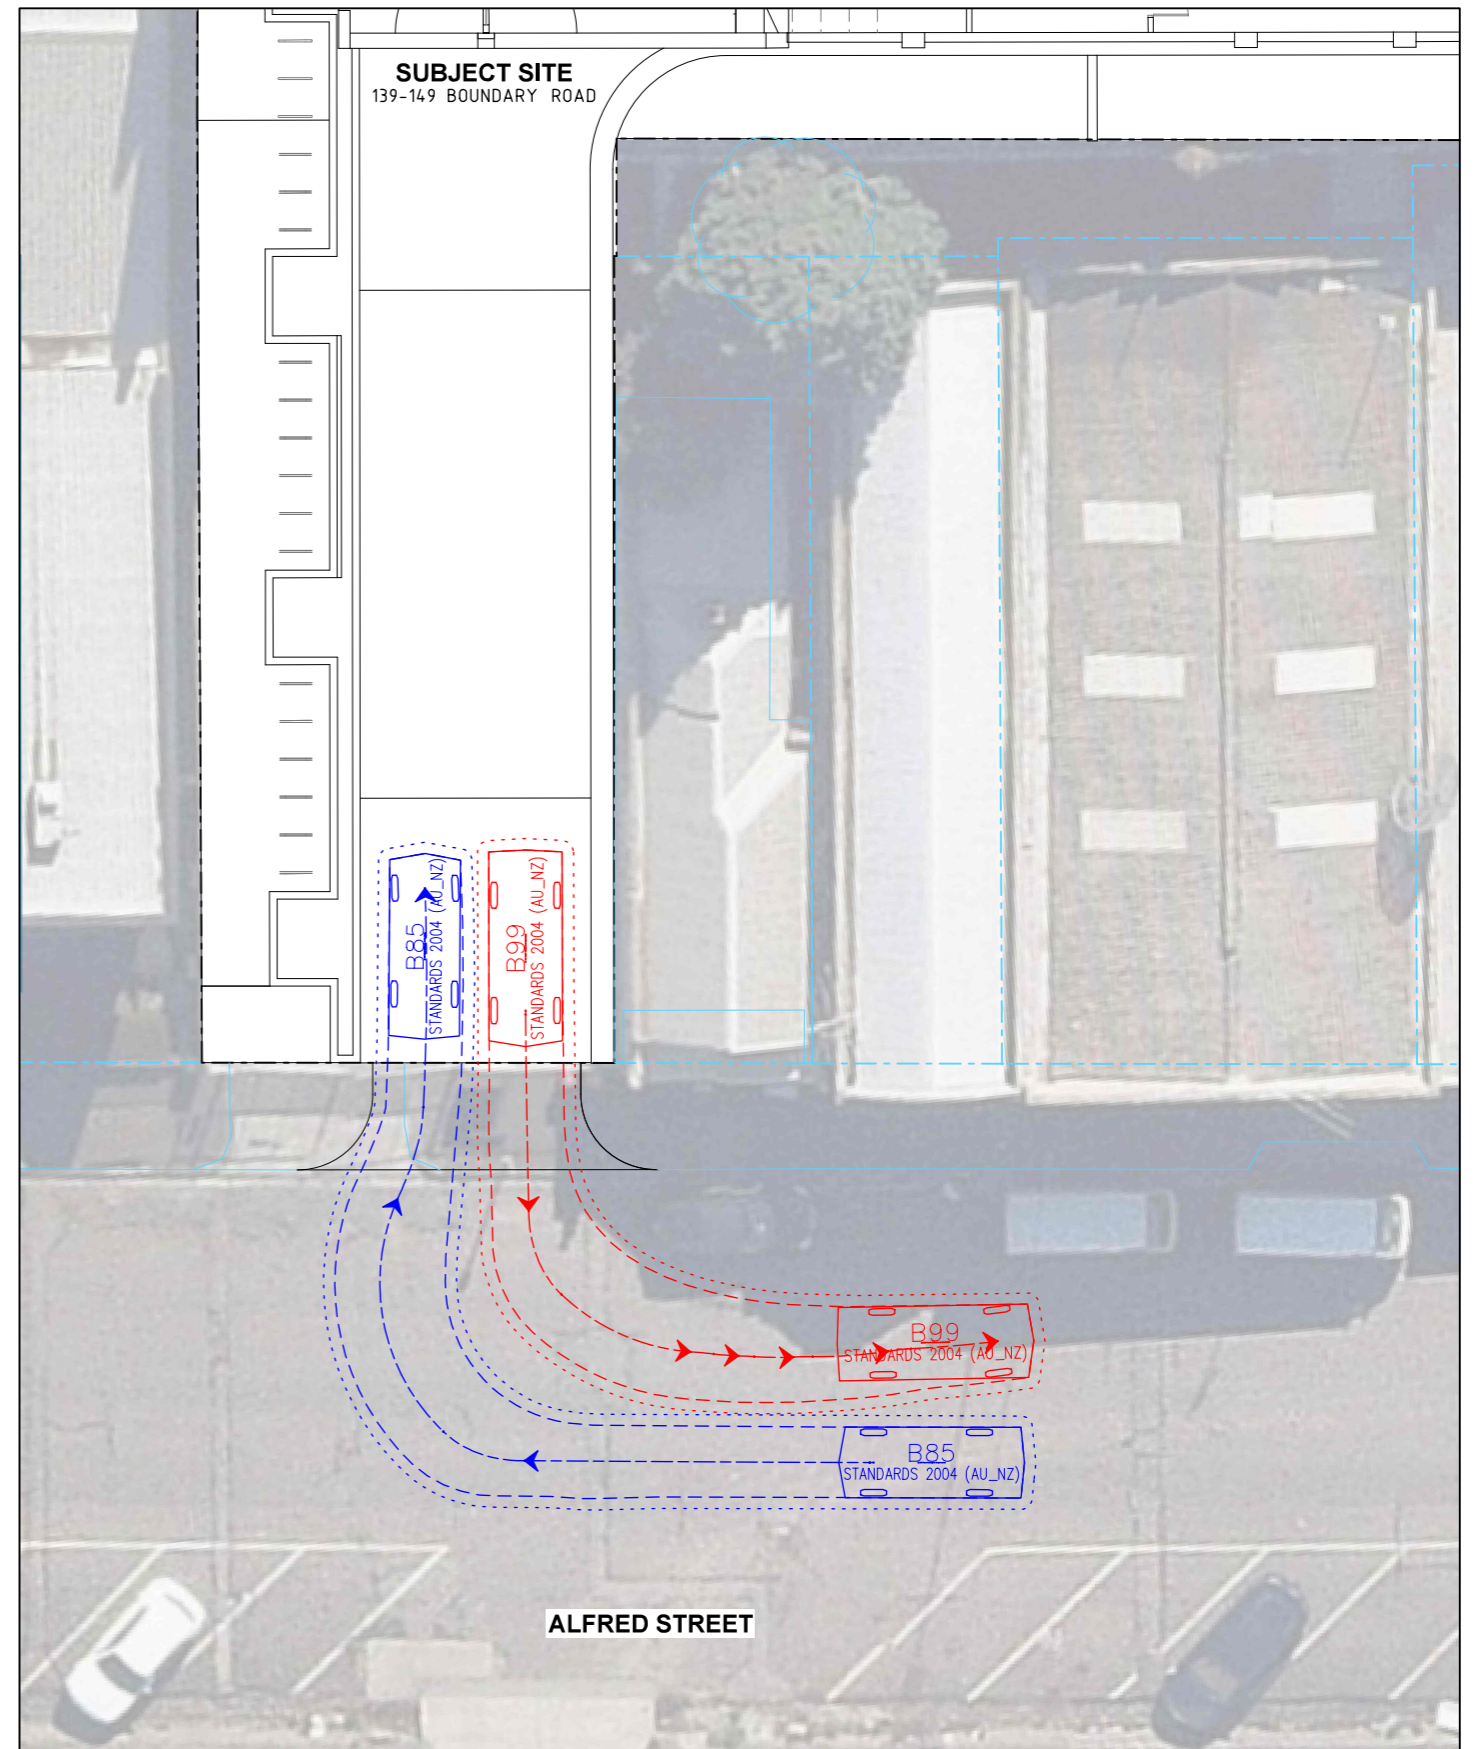 SUBJECT SITE
139-149 BOUNDARY ROAD
B85
STANDARDS 2004 (AU_NZ)
B99
STANDARDS 2004 (AU_NZ)
B99
STANDARDS 2004 (AU_NZ)
B85
STANDARDS 2004 (AU_NZ)
ALFRED STREET